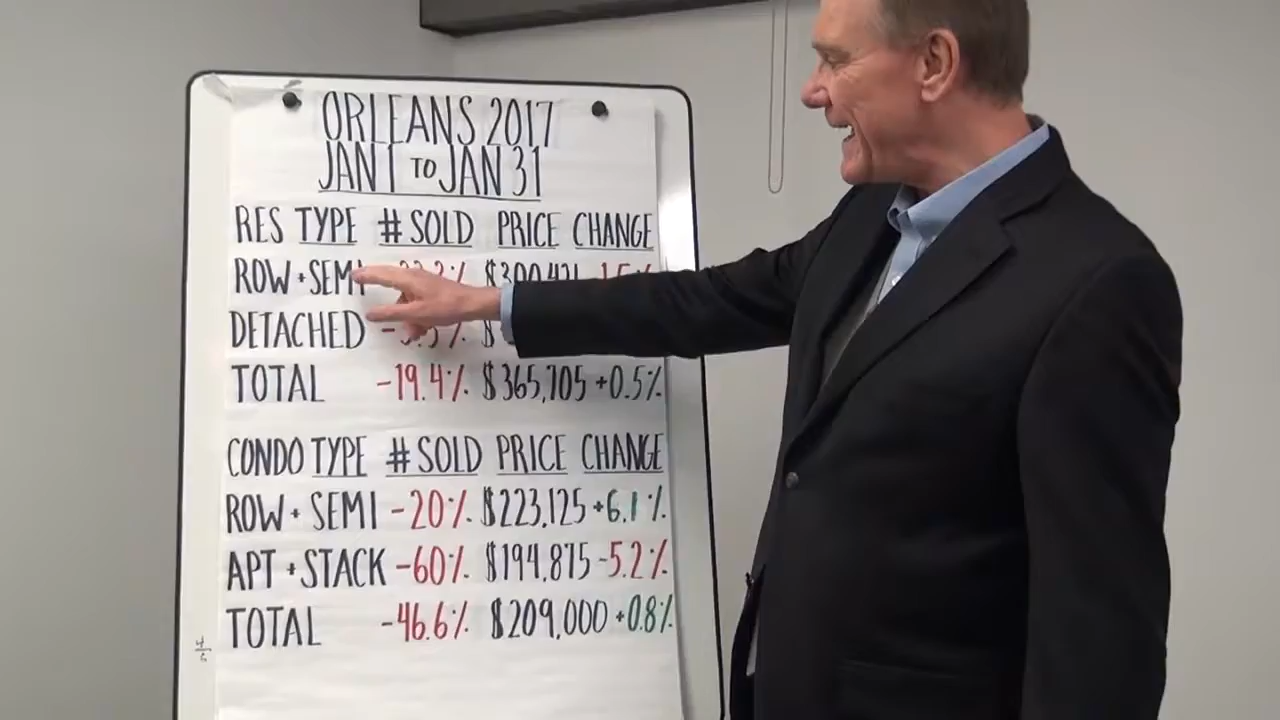 ORLEANS 2017
JAN 1 TO JAN 31
RES TYPE # SOLD PRICE CHANGE
ROW + SEMI
DETACHED
TOTAL -19.4% $365,705 +0.5%
CONDO TYPE # SOLD PRICE CHANGE
ROW + SEMI -20% $223,125 +6.1%
APT + STACK -60% $194,875 -5.2%
TOTAL -46.6% $209,000 +0.8%